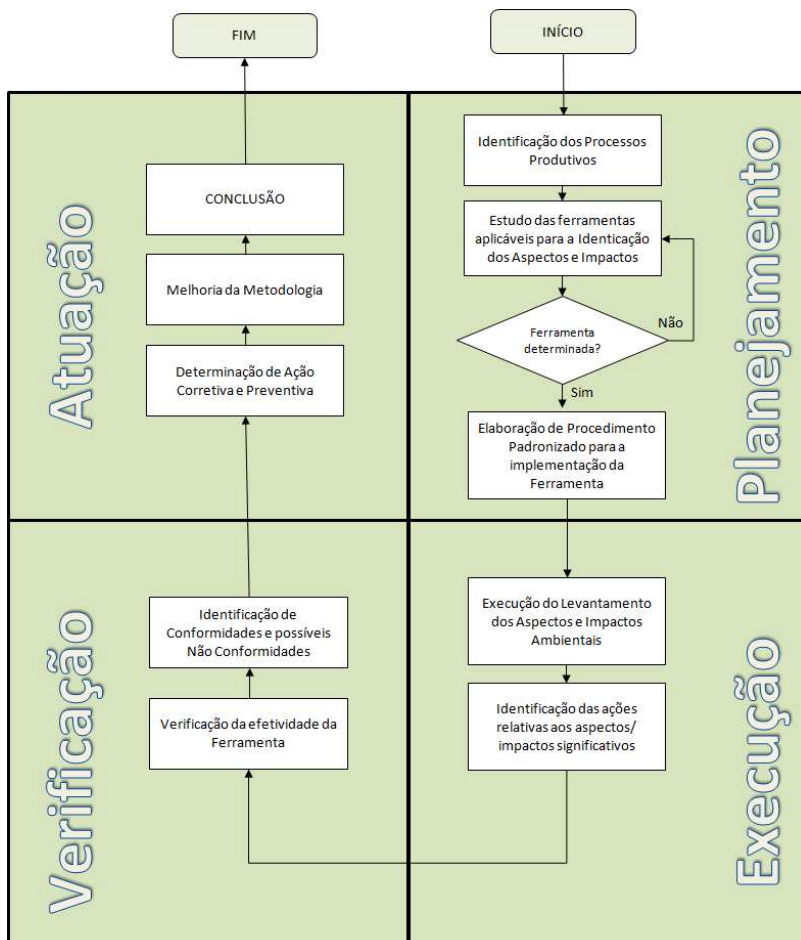 FIM
INÍCIO
Planejamento
Identificação dos Processos
Produtivos
Estudo das ferramentas
aplicáveis para a Identicação
dos Aspectos e Impactos
Ferramenta
determinada?
Não
Sim
Elaboração de Procedimento
Padronizado para a
implementação da
Ferramenta
Execução
Execução do Levantamento
dos Aspectos e Impactos
Ambientais
Identificação das ações
relativas aos aspectos/
impactos significativos
Verificação
Verificação da efetividade da
Ferramenta
Identificação de
Conformidades e possíveis
Não Conformidades
Atuação
Determinação de Ação
Corretiva e Preventiva
Melhoria da Metodologia
CONCLUSÃO